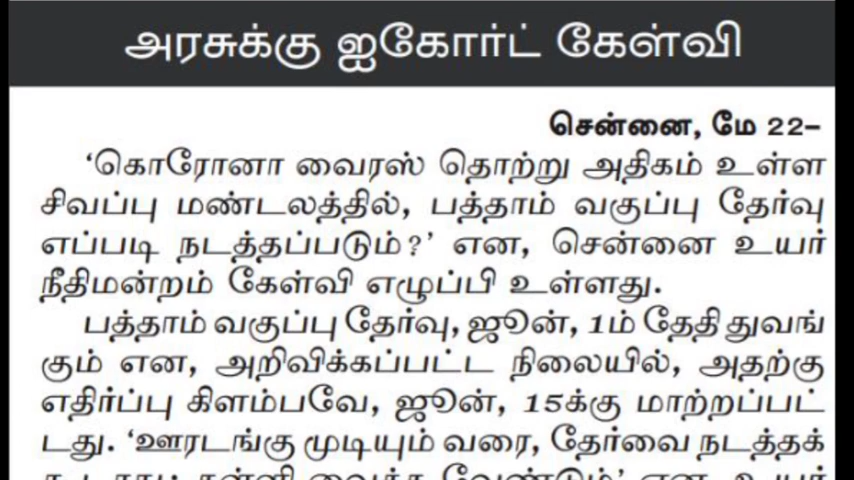 அரசுக்கு ஐகோர்ட் கேள்வி
சென்னை, மே 22–
‘கொரோனா வைரஸ் தொற்று அதிகம் உள்ள
சிவப்பு மண்டலத்தில், பத்தாம் வகுப்பு தேர்வு
எப்படி நடத்தப்படும்?’ என, சென்னை உயர்
நீதிமன்றம் கேள்வி எழுப்பி உள்ளது.
பத்தாம் வகுப்பு தேர்வு, ஜூன், 1ம் தேதி துவங்
கும் என, அறிவிக்கப்பட்ட நிலையில், அதற்கு
எதிர்ப்பு கிளம்பவே, ஜூன், 15க்கு மாற்றப்பட்
டது. ‘ஊரடங்கு முடியும் வரை, தேர்வை நடத்தக்
வேண்டும்’ என, உயர்